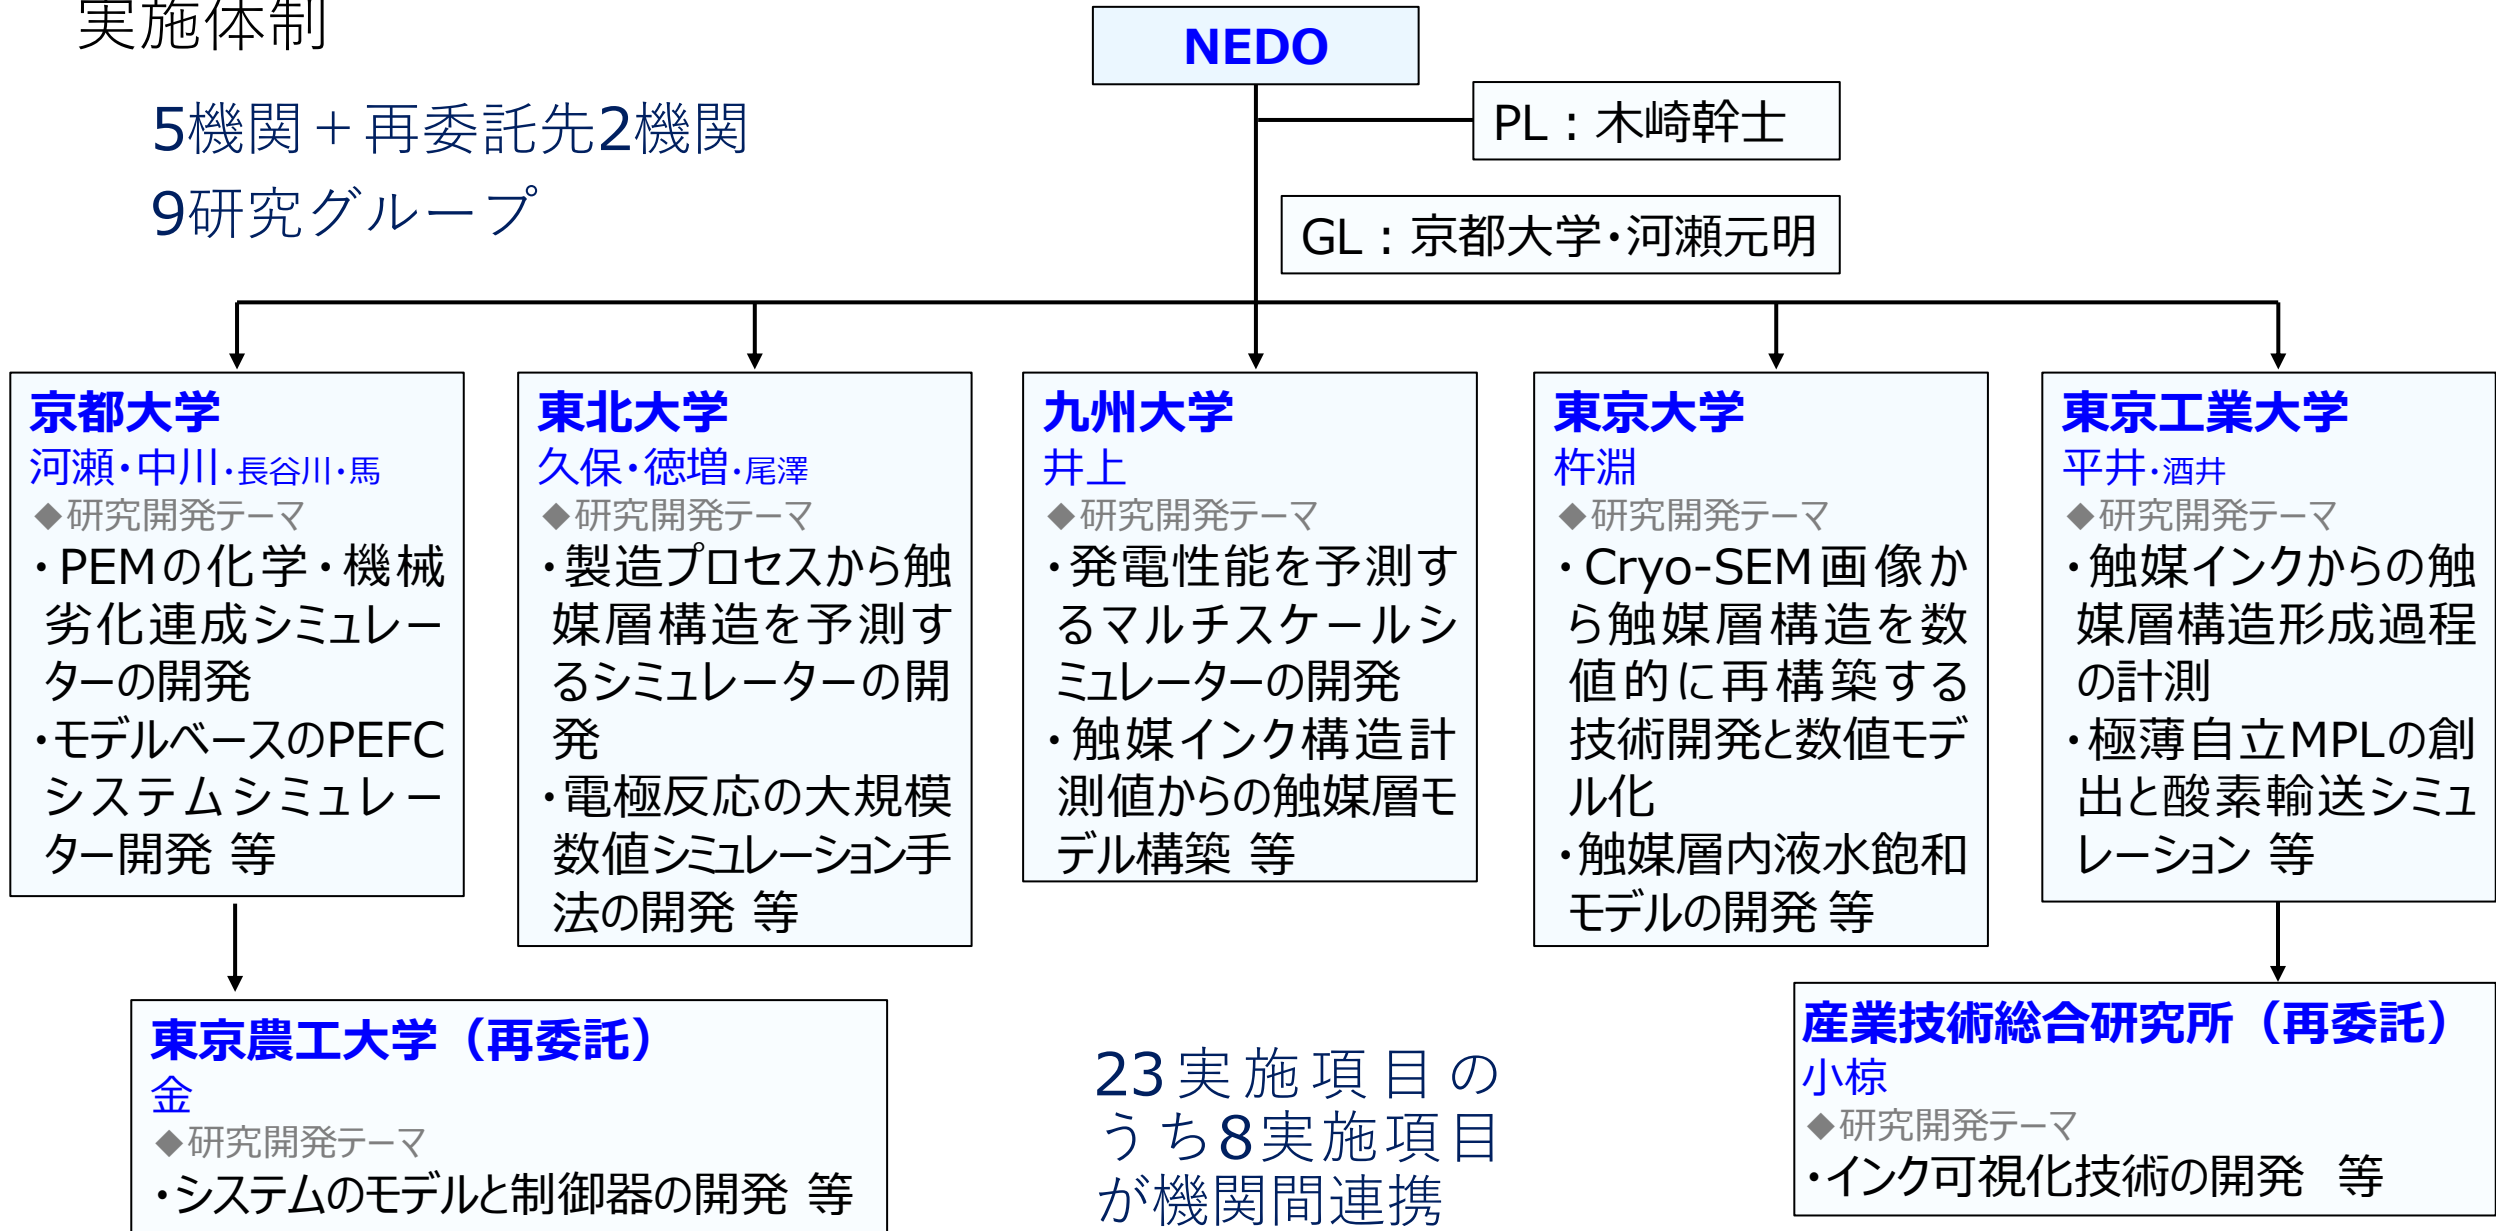 実施体制
NEDO
5機関＋再委託先2機関
PL：木崎幹士
9研究グループ
GL：京都大学・河瀬元明
京都大学
河瀬・中川・長谷川・馬
◆研究開発テーマ
・PEMの化学・機械
劣化連成シミュレー
ターの開発
・モデルベースのPEFC
システムシミュレー
ター開発 等
東北大学
久保・徳増・尾澤
◆研究開発テーマ
・製造プロセスから触
媒層構造を予測す
るシミュレーターの開
発
・電極反応の大規模
数値シミュレーション手
法の開発 等
九州大学
井上
◆研究開発テーマ
・発電性能を予測す
るマルチスケールシ
ミュレーターの開発
・触媒インク構造計
測値からの触媒層モ
デル構築 等
東京大学
杵淵
◆研究開発テーマ
・Cryo-SEM画像か
ら触媒層構造を数
値的に再構築する
技術開発と数値モデ
ル化
・触媒層内液水飽和
モデルの開発 等
東京工業大学
平井・酒井
◆研究開発テーマ
・触媒インクからの触
媒層構造形成過程
の計測
・極薄自立MPLの創
出と酸素輸送シミュ
レーション 等
東京農工大学（再委託）
金
◆研究開発テーマ
・システムのモデルと制御器の開発 等
23実施項目の
うち8実施項目
が機関間連携
産業技術総合研究所（再委託）
小椋
◆研究開発テーマ
・インク可視化技術の開発 等